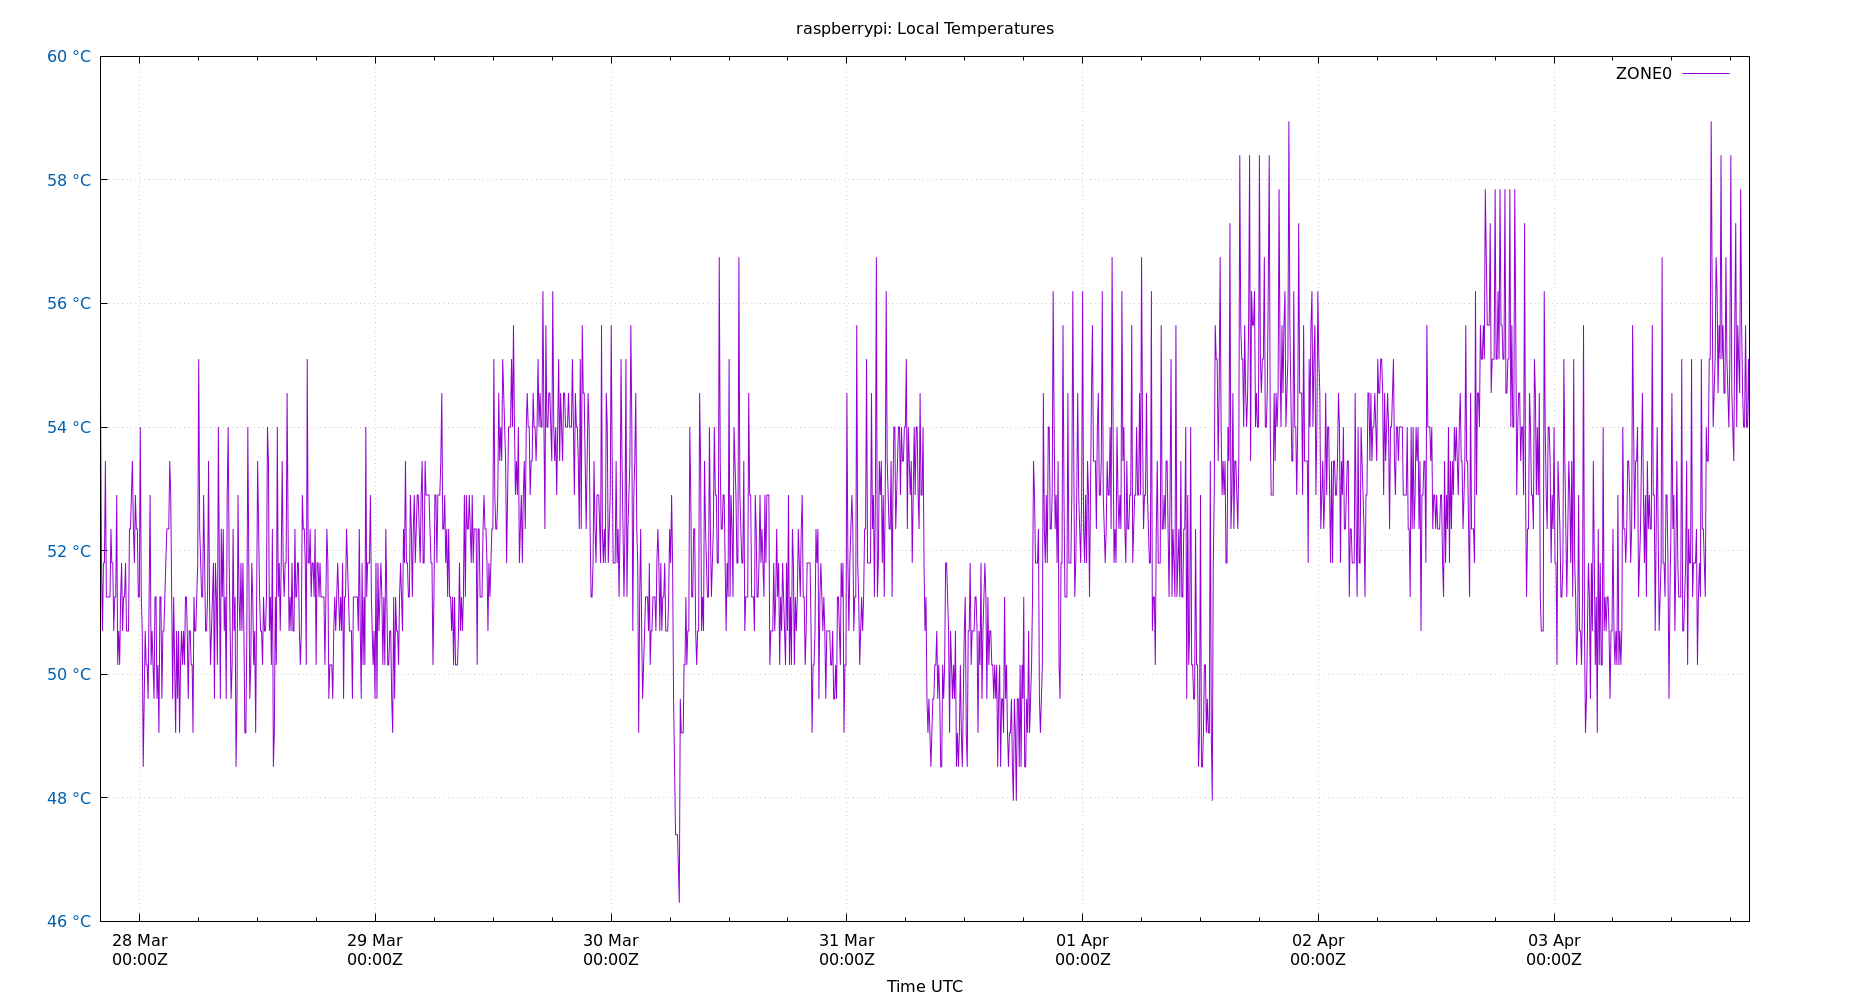 raspberrypi: Local Temperatures
60 °C
ZONE0
58 °C
56 °C
54 °C
52 °C
50 °C
48 °C
46 °C
28 Mar 29 Mar 30 Mar 31 Mar 01 Apr 02 Apr 03 Apr
00:00Z 00:00Z 00:00Z 00:00Z 00:00Z 00:00Z 00:00Z
Time UTC